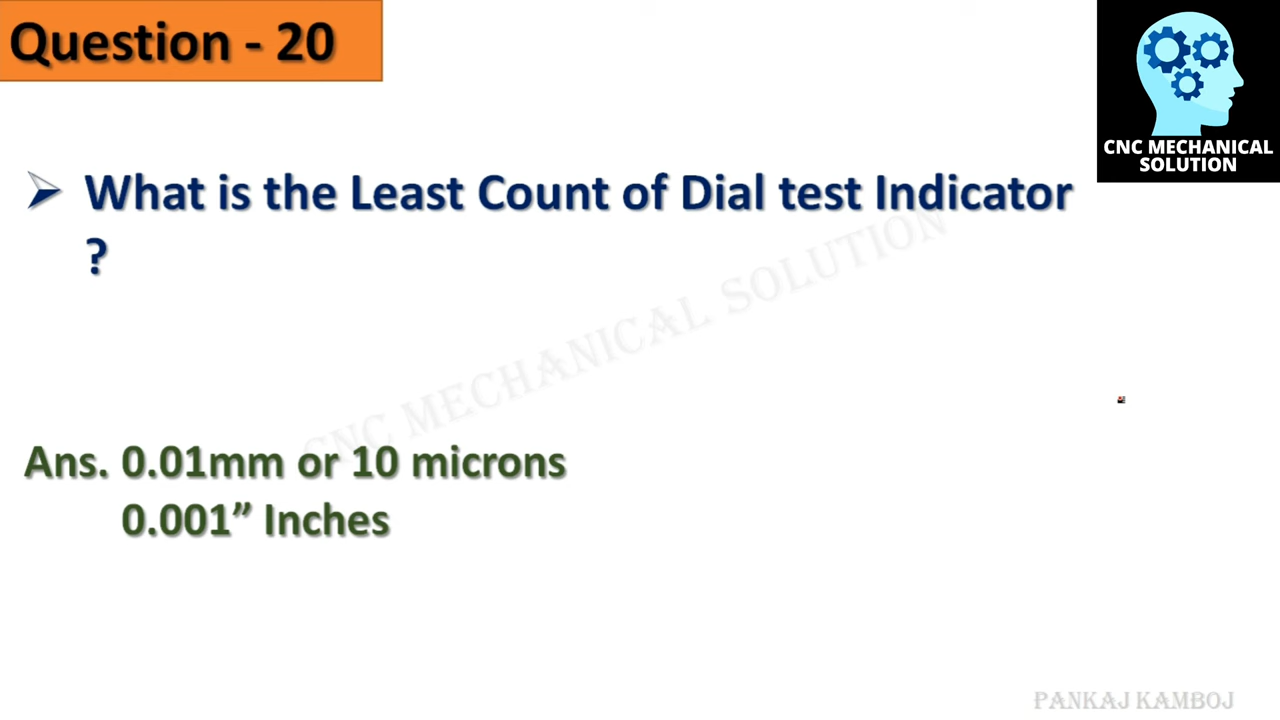 Question - 20
CNC MECHANICAL
SOLUTION
➢ What is the Least Count of Dial test Indicator
?
CNC MECHANICAL SOLUTION
Ans. 0.01mm or 10 microns
0.001” Inches
PANKAJ KAMBOJ